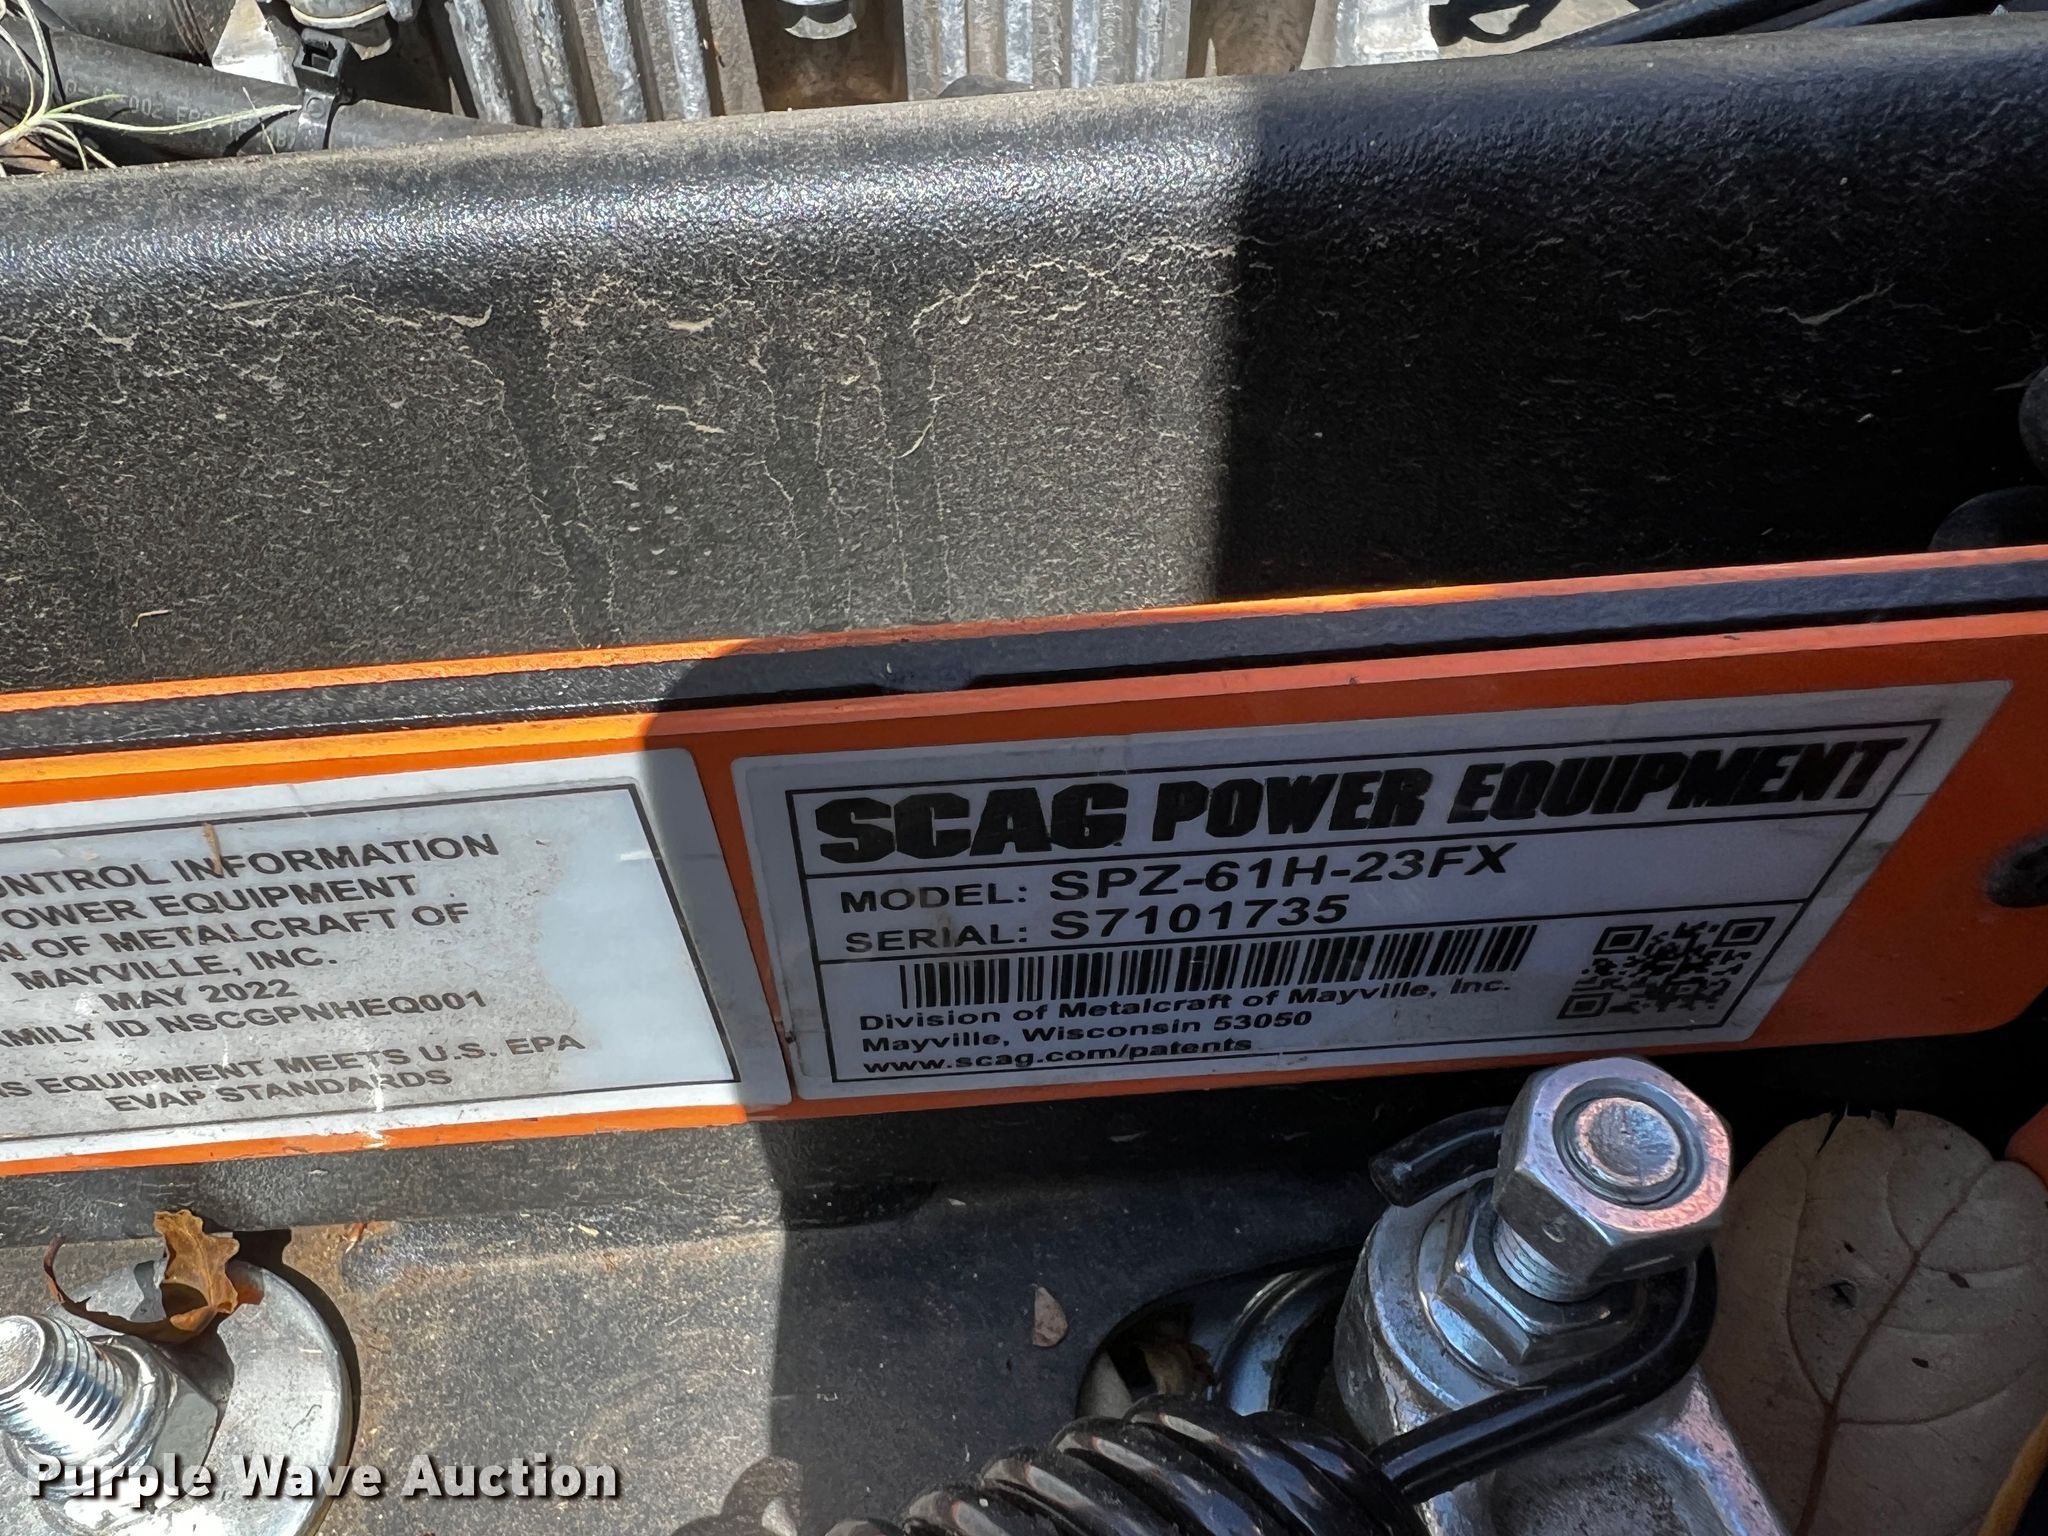 ONTROL INFORMATION
OWER EQUIPMENT
N OF METALCRAFT OF
MAYVILLE, INC.
MAY 2022
AMILY ID NSCGPNHEQ001
IS EQUIPMENT MEETS U.S. EPA
EVAP STANDARDS
SCAG POWER EQUIPMENT
MODEL: SPZ-61H-23FX
SERIAL: S7101735
Division of Metalcraft of Mayville, Inc.
Mayville, Wisconsin 53050
www.scag.com/patents
Purple Wave Auction